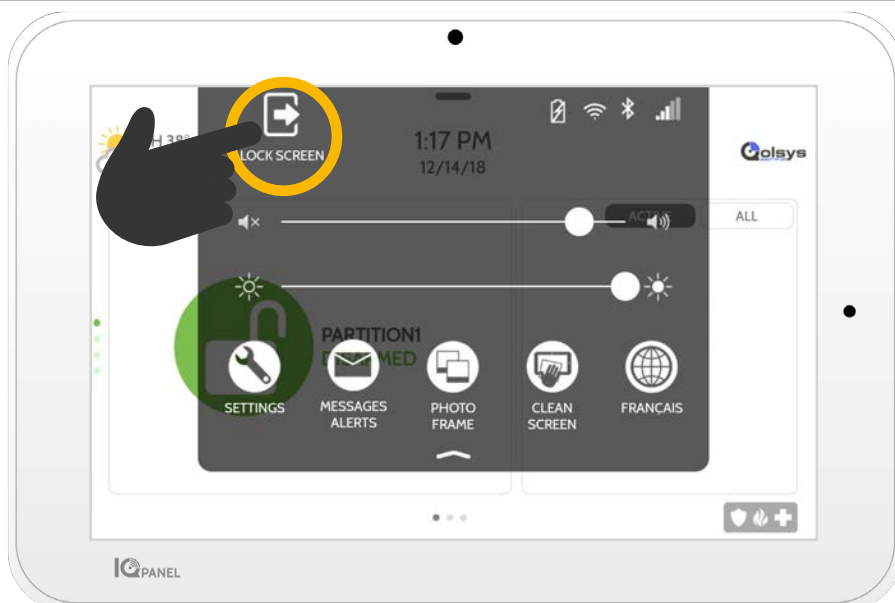 H 38°
LOCK SCREEN
1:17 PM
12/14/18
Qolsys
ALL
PARTITION1
SETTINGS
MESSAGES
ALERTS
PHOTO
FRAME
CLEAN
SCREEN
FRANÇAIS
IQ PANEL